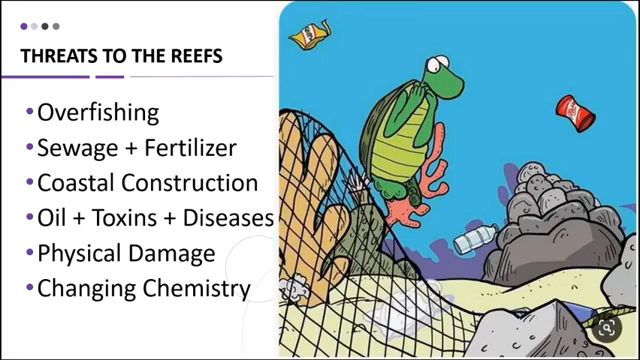 THREATS TO THE REEFS
•Overfishing
•Sewage + Fertilizer
•Coastal Construction
•Oil + Toxins + Diseases
•Physical Damage
•Changing Chemistry